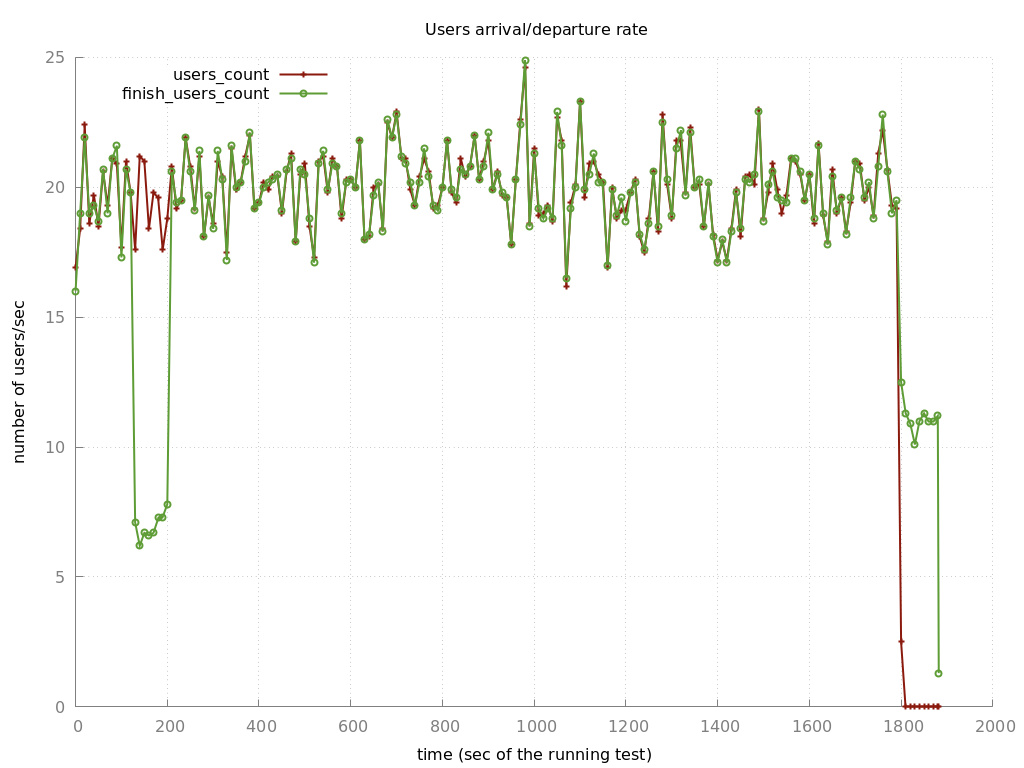 Users arrival/departure rate
users_count
finish_users_count
number of users/sec
25
20
15
10
5
0
0 200 400 600 800 1000 1200 1400 1600 1800 2000
time (sec of the running test)